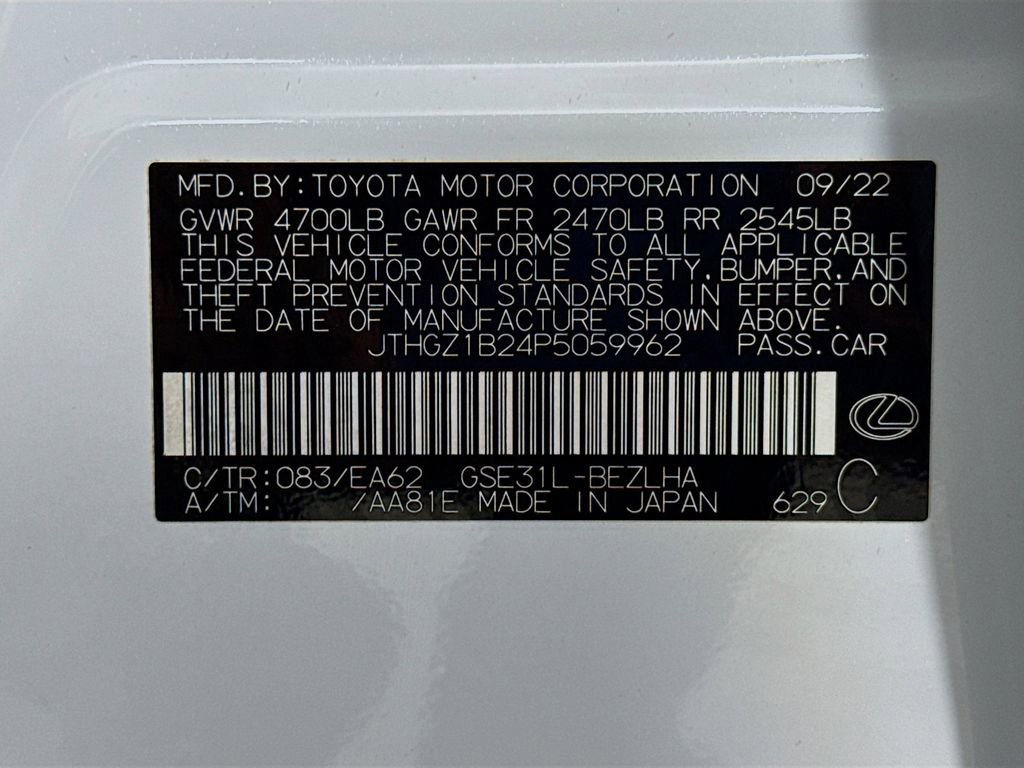 MFD. BY: TOYOTA MOTOR CORPORATION 09/22
GVWR 4700LB GAWR FR 2470LB RR 2545LB
THIS VEHICLE CONFORMS TO ALL APPLICABLE
FEDERAL MOTOR VEHICLE SAFETY, BUMPER, AND
THEFT PREVENTION STANDARDS IN EFFECT ON
THE DATE OF MANUFACTURE SHOWN ABOVE.
JTHGZ1B24P5059962 PASS. CAR
C/TR: 083/EA62 GSE31L-BEZLHA
A/TM: /AA81E MADE IN JAPAN 629 C